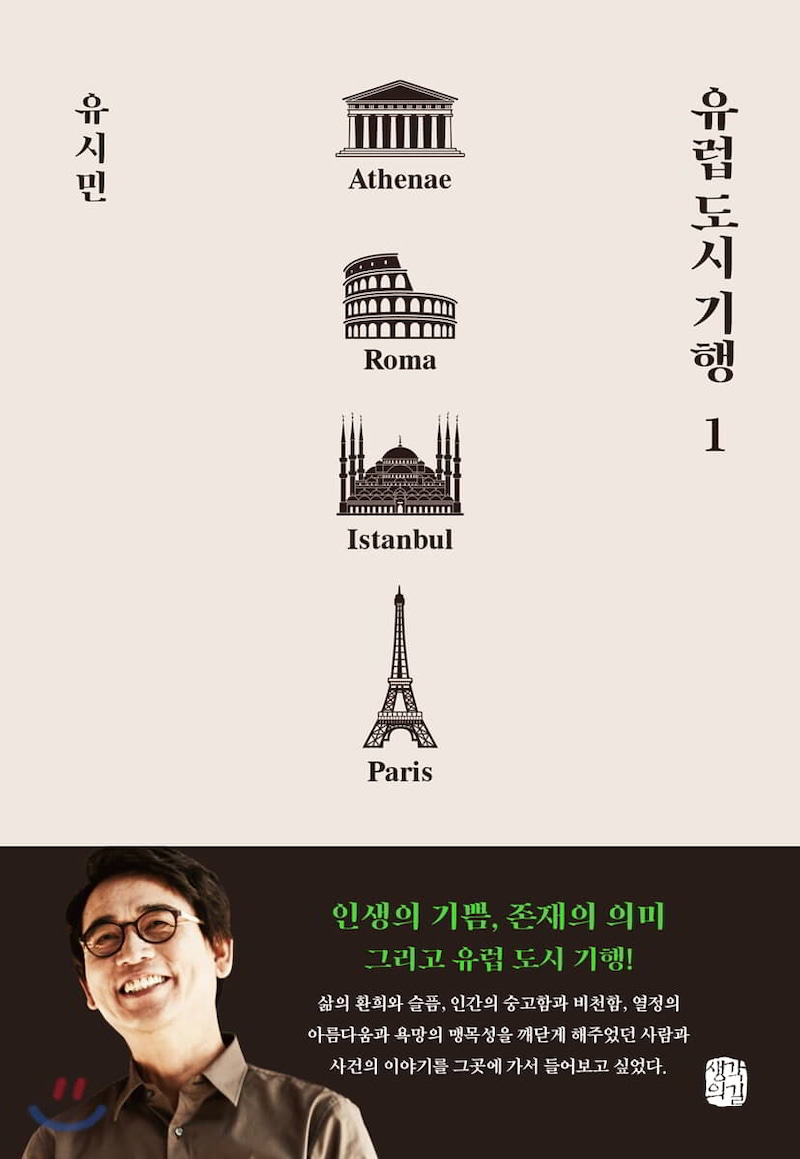 유시민
유럽 도시 기행 1
Athenae
Roma
Istanbul
Paris
인생의 기쁨, 존재의 의미
그리고 유럽 도시 기행!
삶의 환희와 슬픔, 인간의 숭고함과 비천함, 열정의
아름다움과 욕망의 맹목성을 깨닫게 해주었던 사람과
사건의 이야기를 그곳에 가서 들어보고 싶었다.
생각
의길